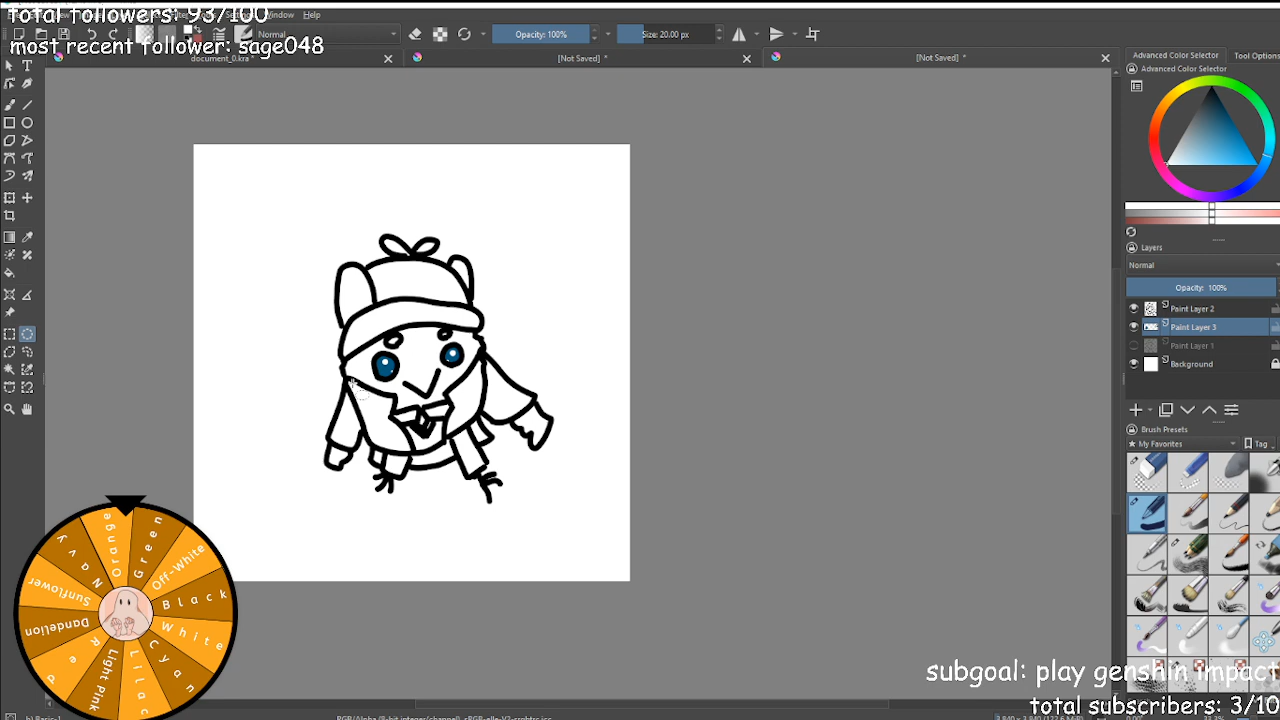 total followers: 93/100
Window Help
most recent follower: sage048
Normal
Opacity: 100%
Size: 20.00 px
document_0.kra *
[Not Saved] *
[Not Saved] *
Advanced Color Selector
Tool Options
Advanced Color Selector
Layers
Normal
Opacity: 100%
Paint Layer 2
Paint Layer 3
Paint Layer 1
Background
Brush Presets
My Favorites
Tag
Orange
Green
Off-White
Black
White
Cyan
Lilac
Light Pink
Red
Dandelion
Sunflower
Navy
subgoal: play genshin impact
total subscribers: 3/10